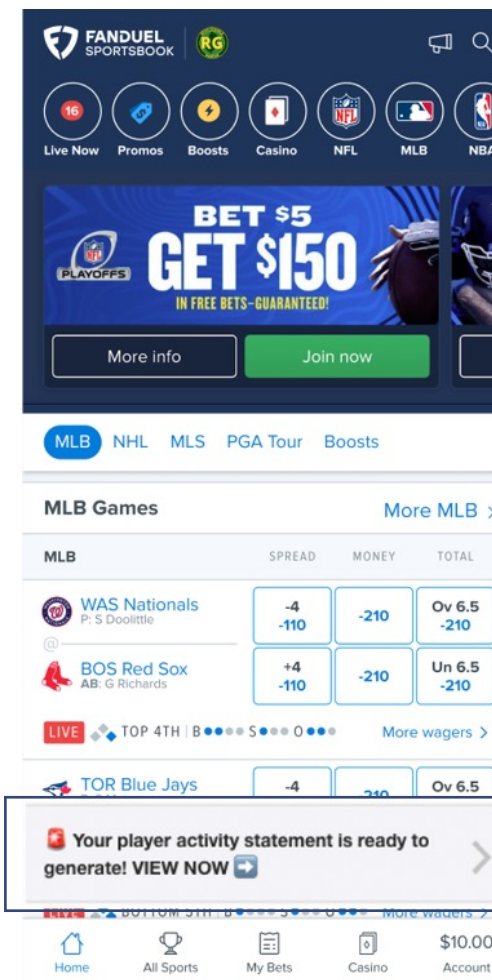 FANDUEL
SPORTSBOOK
RG
16
Live Now Promos Boosts Casino NFL MLB NBA
NFL
PLAYOFFS
BET $5
GET $150
IN FREE BETS-GUARANTEED!
More info Join now
MLB NHL MLS PGA Tour Boosts
MLB Games More MLB >
MLB SPREAD MONEY TOTAL
WAS Nationals -4 -210 Ov 6.5
P: S Doolittle -110 -210
@
BOS Red Sox +4 -210 Un 6.5
AB: G Richards -110 -210
LIVE TOP 4TH | B S O More wagers >
TOR Blue Jays -4 -210 Ov 6.5
🚨 Your player activity statement is ready to
generate! VIEW NOW ➡️
LIVE BOTTOM 5TH B S O More wagers >
$10.00
Home All Sports My Bets Casino Account